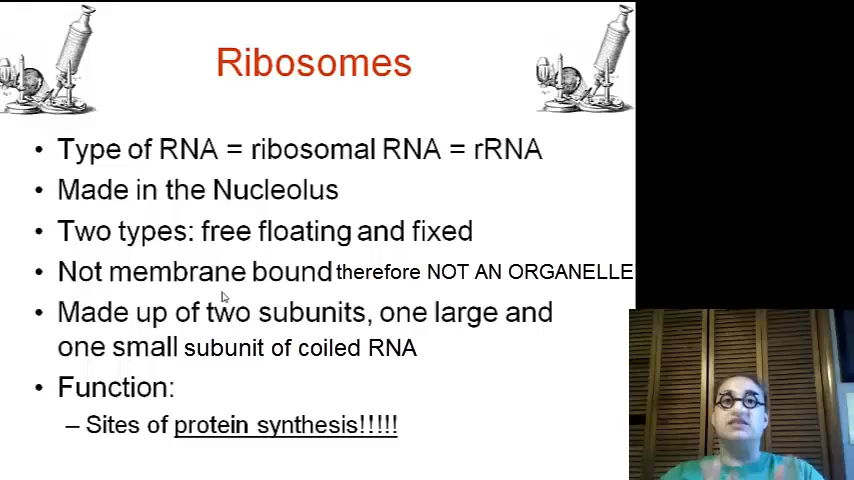 Ribosomes
• Type of RNA = ribosomal RNA = rRNA
• Made in the Nucleolus
• Two types: free floating and fixed
• Not membrane bound therefore NOT AN ORGANELLE
• Made up of two subunits, one large and
one small subunit of coiled RNA
• Function:
– Sites of protein synthesis!!!!!